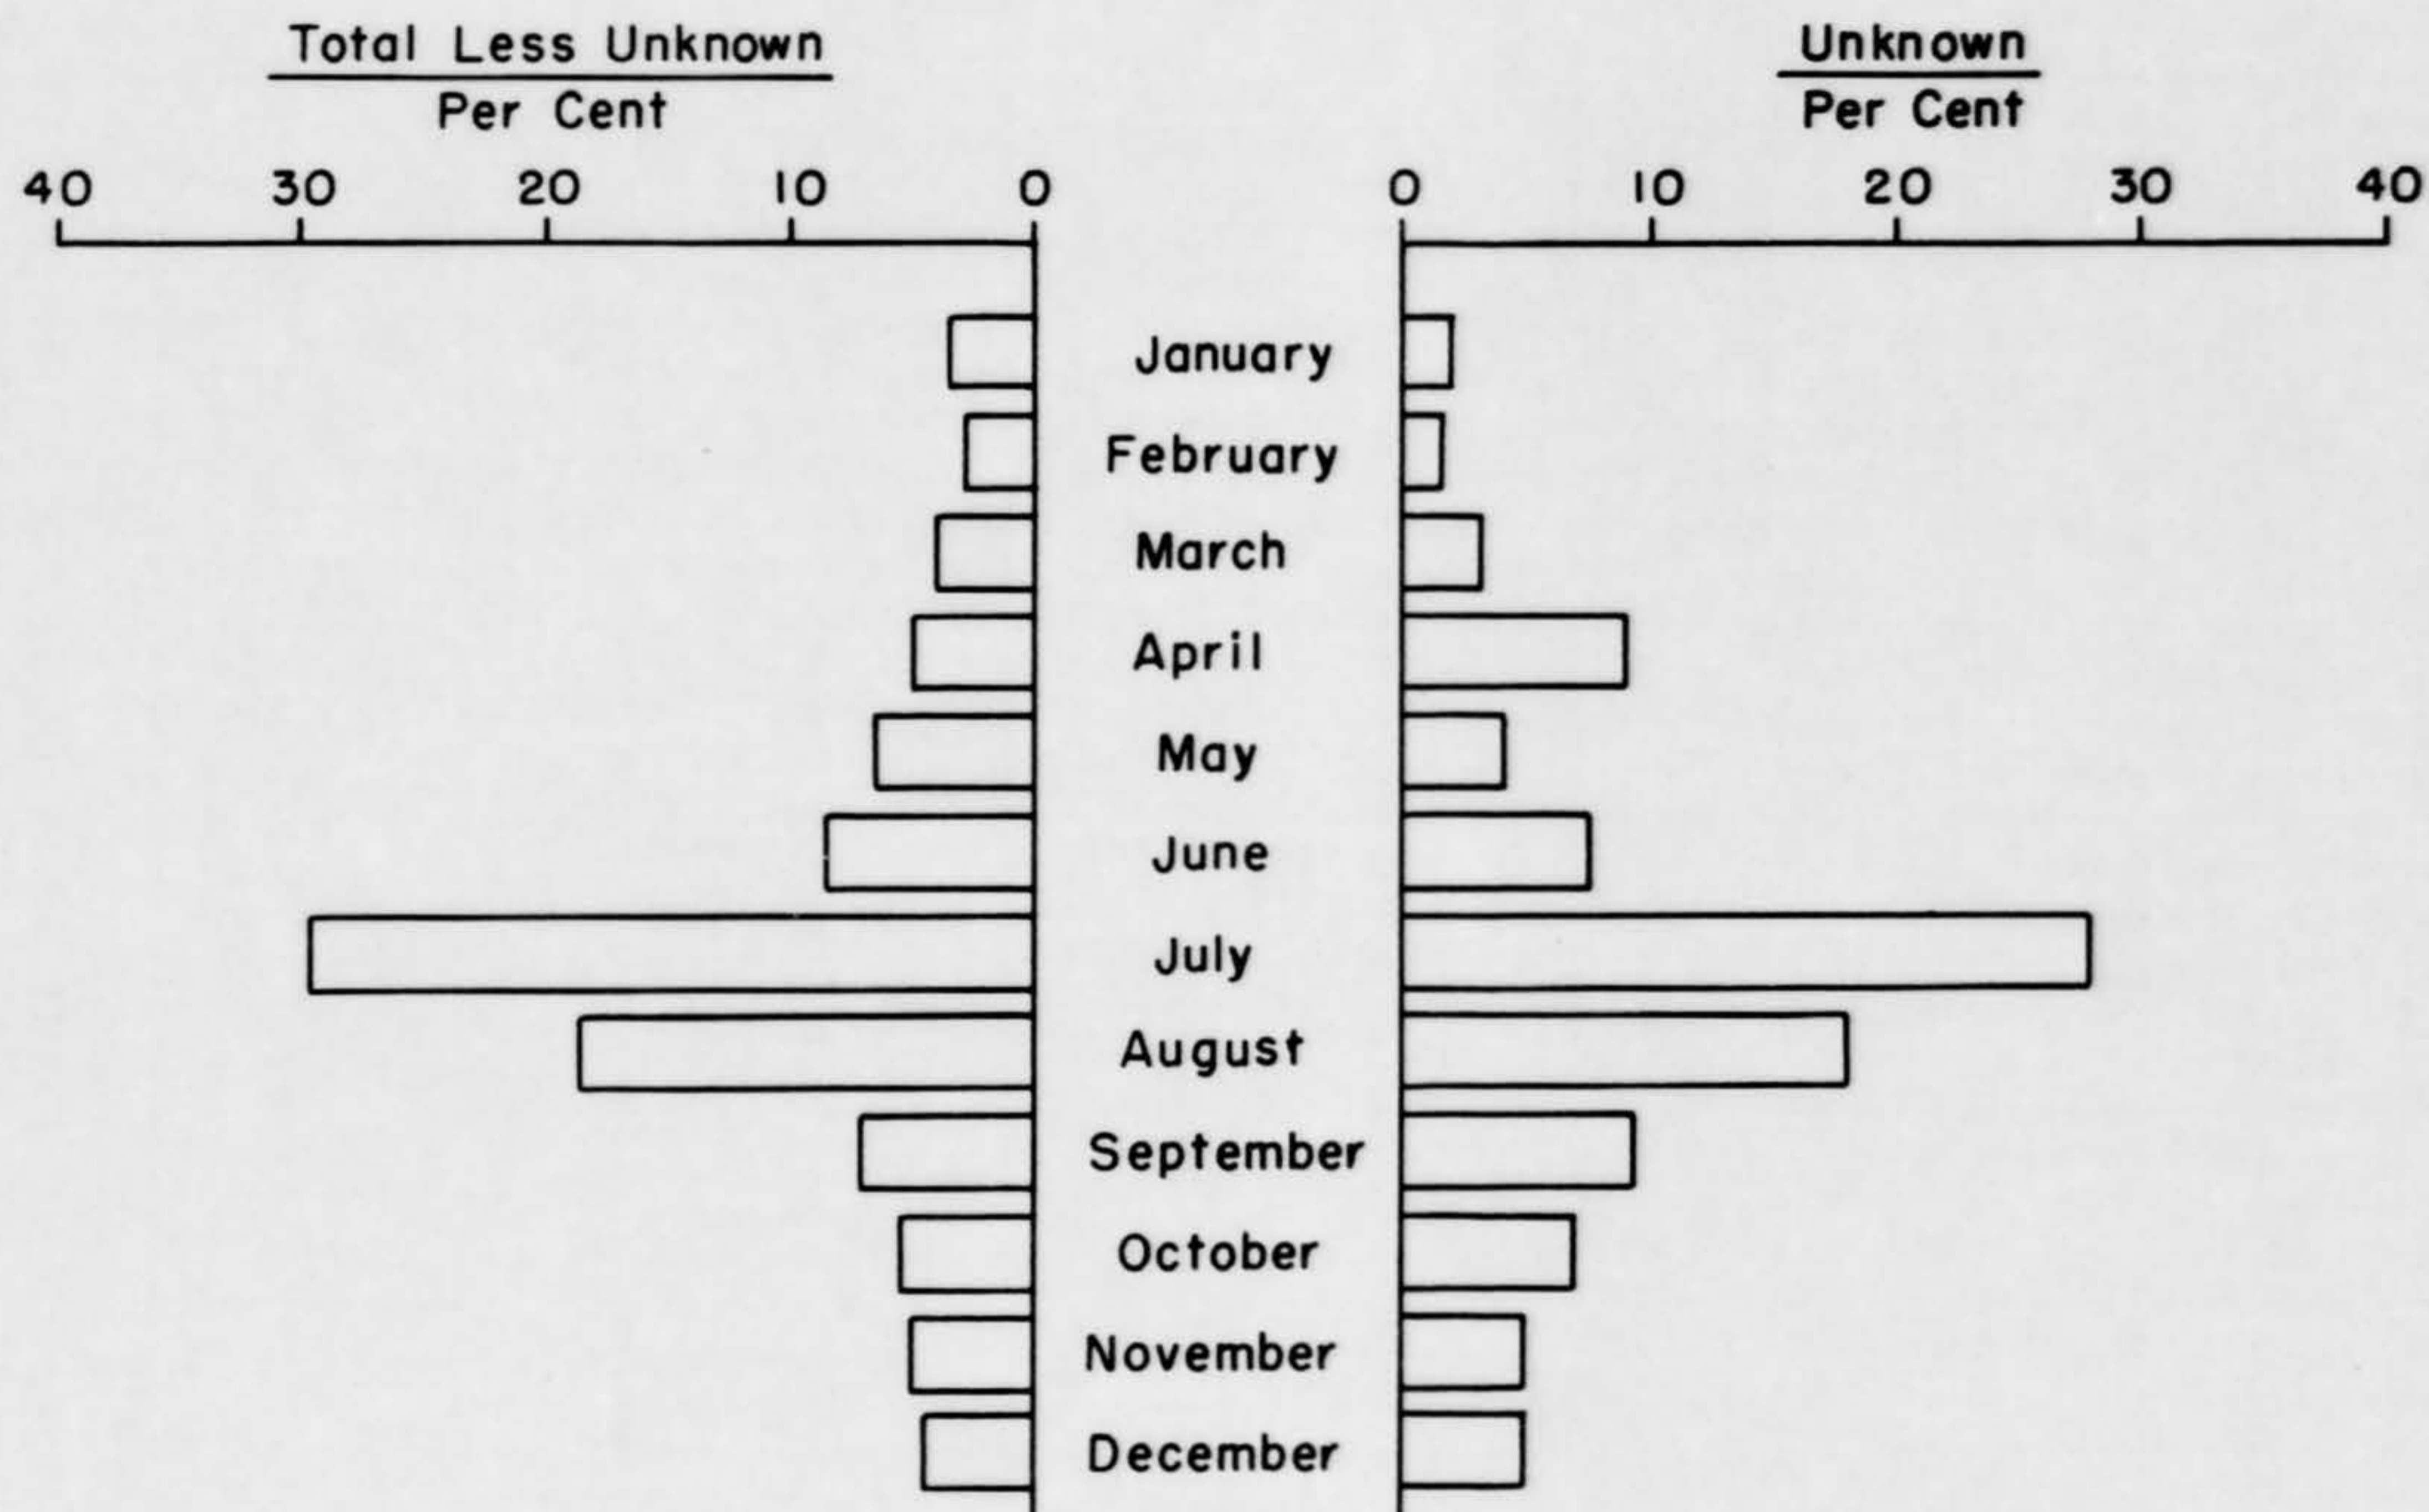 Total Less Unknown
Per Cent
40 30 20 10 0
Unknown
Per Cent
0 10 20 30 40
January
February
March
April
May
June
July
August
September
October
November
December